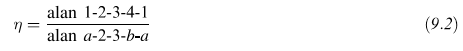 η = alan 1-2-3-4-1 / alan a-2-3-b-a (9.2)